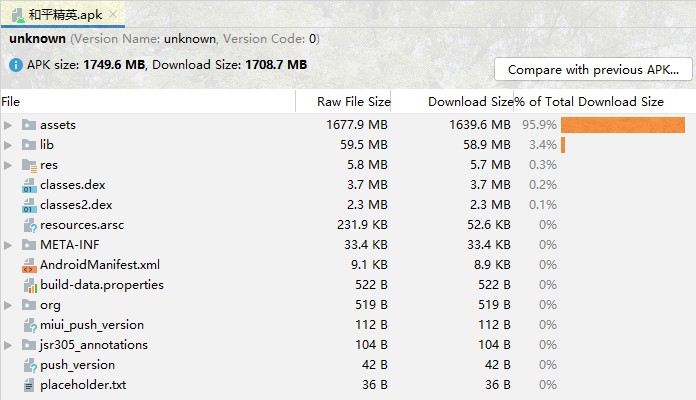 和平精英.apk
unknown (Version Name: unknown, Version Code: 0)
APK size: 1749.6 MB, Download Size: 1708.7 MB
Compare with previous APK...
File Raw File Size Download Size % of Total Download Size
assets 1677.9 MB 1639.6 MB 95.9%
lib 59.5 MB 58.9 MB 3.4%
res 5.8 MB 5.7 MB 0.3%
classes.dex 3.7 MB 3.7 MB 0.2%
classes2.dex 2.3 MB 2.3 MB 0.1%
resources.arsc 231.9 KB 52.6 KB 0%
META-INF 33.4 KB 33.4 KB 0%
AndroidManifest.xml 9.1 KB 8.9 KB 0%
build-data.properties 522 B 522 B 0%
org 519 B 519 B 0%
miui_push_version 112 B 112 B 0%
jsr305_annotations 104 B 104 B 0%
push_version 42 B 42 B 0%
placeholder.txt 36 B 36 B 0%